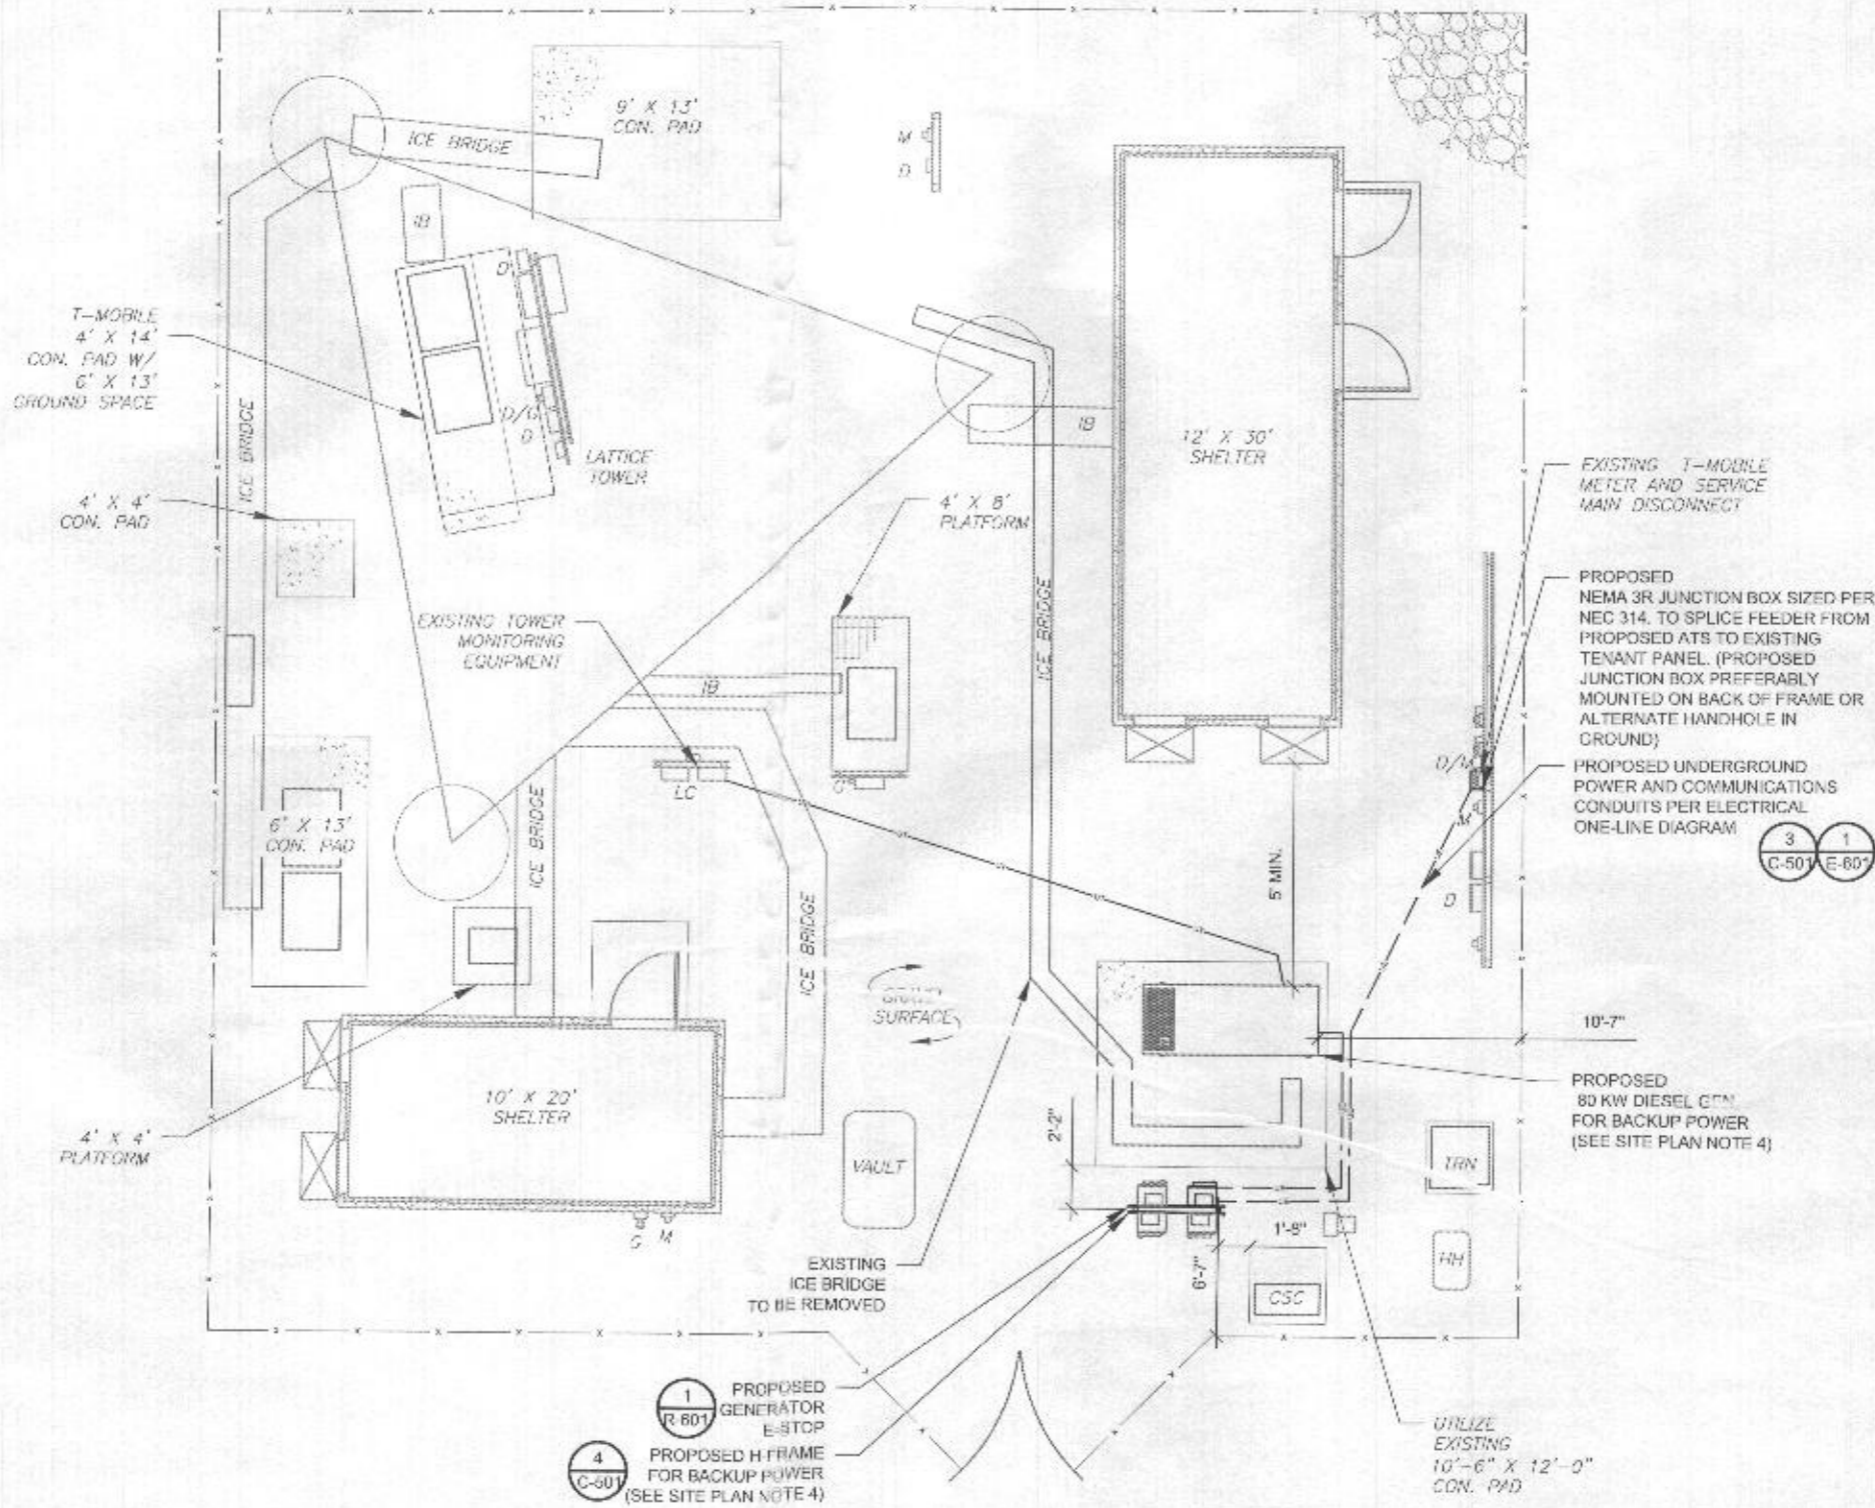 ICE BRIDGE
9' X 13'
CON. PAD
M
D
IB
D
T-MOBILE
4' X 14'
CON. PAD W/
6' X 13'
GROUND SPACE
ICE BRIDGE
D/G
D
LATTICE
TOWER
IB
12' X 30'
SHELTER
4' X 4'
CON. PAD
4' X 8'
PLATFORM
EXISTING T-MOBILE
METER AND SERVICE
MAIN DISCONNECT
PROPOSED
NEMA 3R JUNCTION BOX SIZED PER
NEC 314. TO SPLICE FEEDER FROM
PROPOSED ATS TO EXISTING
TENANT PANEL. (PROPOSED
JUNCTION BOX PREFERABLY
MOUNTED ON BACK OF FRAME OR
ALTERNATE HANDHOLE IN
GROUND)
EXISTING TOWER
MONITORING
EQUIPMENT
ICE BRIDGE
IB
LC
G
D/M
M
D
PROPOSED UNDERGROUND
POWER AND COMMUNICATIONS
CONDUITS PER ELECTRICAL
ONE-LINE DIAGRAM
3
C-501
1
E-601
6' X 13'
CON. PAD
ICE BRIDGE
ICE BRIDGE
5' MIN.
SURFACE
10'-7"
PROPOSED
80 KW DIESEL GEN.
FOR BACKUP POWER
(SEE SITE PLAN NOTE 4)
10' X 20'
SHELTER
4' X 4'
PLATFORM
2'-2"
VAULT
TRN
G
M
1'-8"
6'-7"
HH
CSC
EXISTING
ICE BRIDGE
TO BE REMOVED
1
R-601
PROPOSED
GENERATOR
E-STOP
4
C-501
PROPOSED H-FRAME
FOR BACKUP POWER
(SEE SITE PLAN NOTE 4)
UTILIZE
EXISTING
10'-6" X 12'-0"
CON. PAD